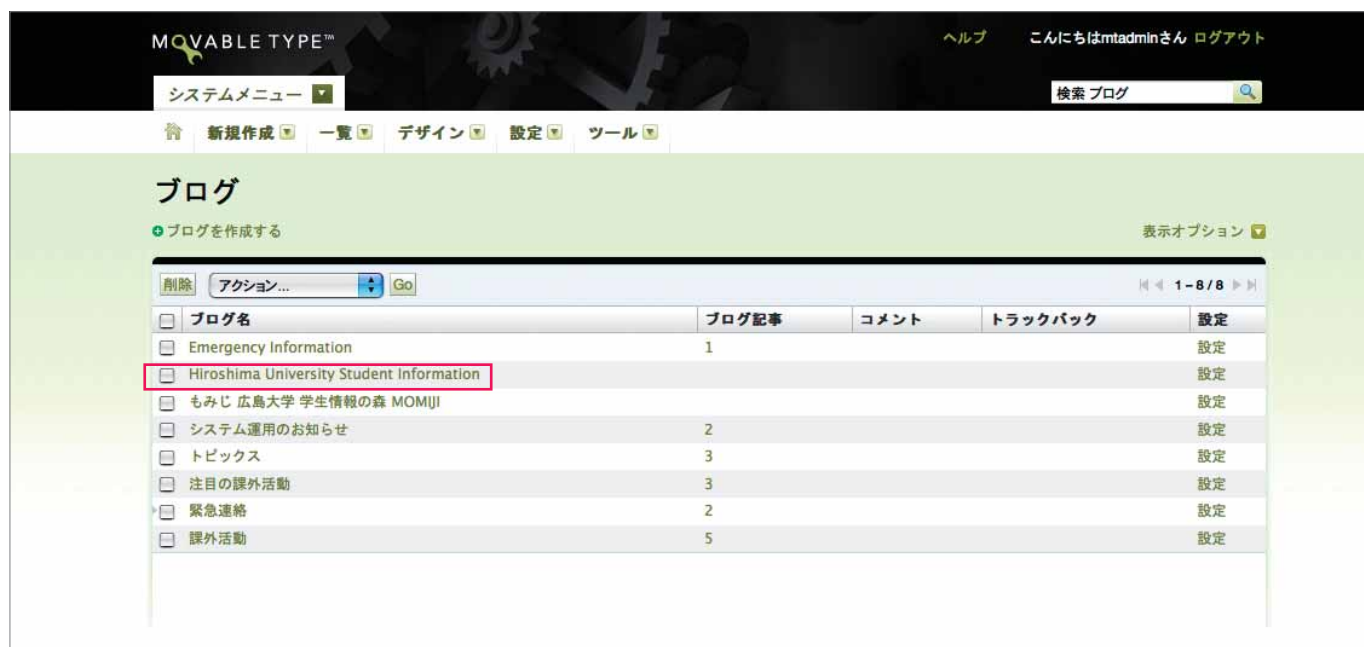 MOVABLE TYPE™ ヘルプ こんにちはmtadminさん ログアウト
システムメニュー 検索 ブログ
新規作成 一覧 デザイン 設定 ツール
ブログ
ブログを作成する 表示オプション
削除 アクション... Go 1-8/8
ブログ名 ブログ記事 コメント トラックバック 設定
Emergency Information 1 設定
Hiroshima University Student Information 設定
もみじ 広島大学 学生情報の森 MOMIJI 設定
システム運用のお知らせ 2 設定
トピックス 3 設定
注目の課外活動 3 設定
緊急連絡 2 設定
課外活動 5 設定